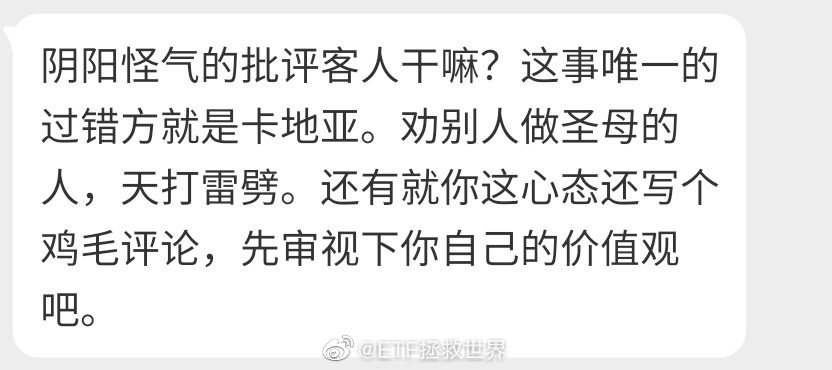 阴阳怪气的批评客人干嘛？这事唯一的
过错方就是卡地亚。劝别人做圣母的
人，天打雷劈。还有就你这心态还写个
鸡毛评论，先审视下你自己的价值观
吧。
@ETF拯救世界